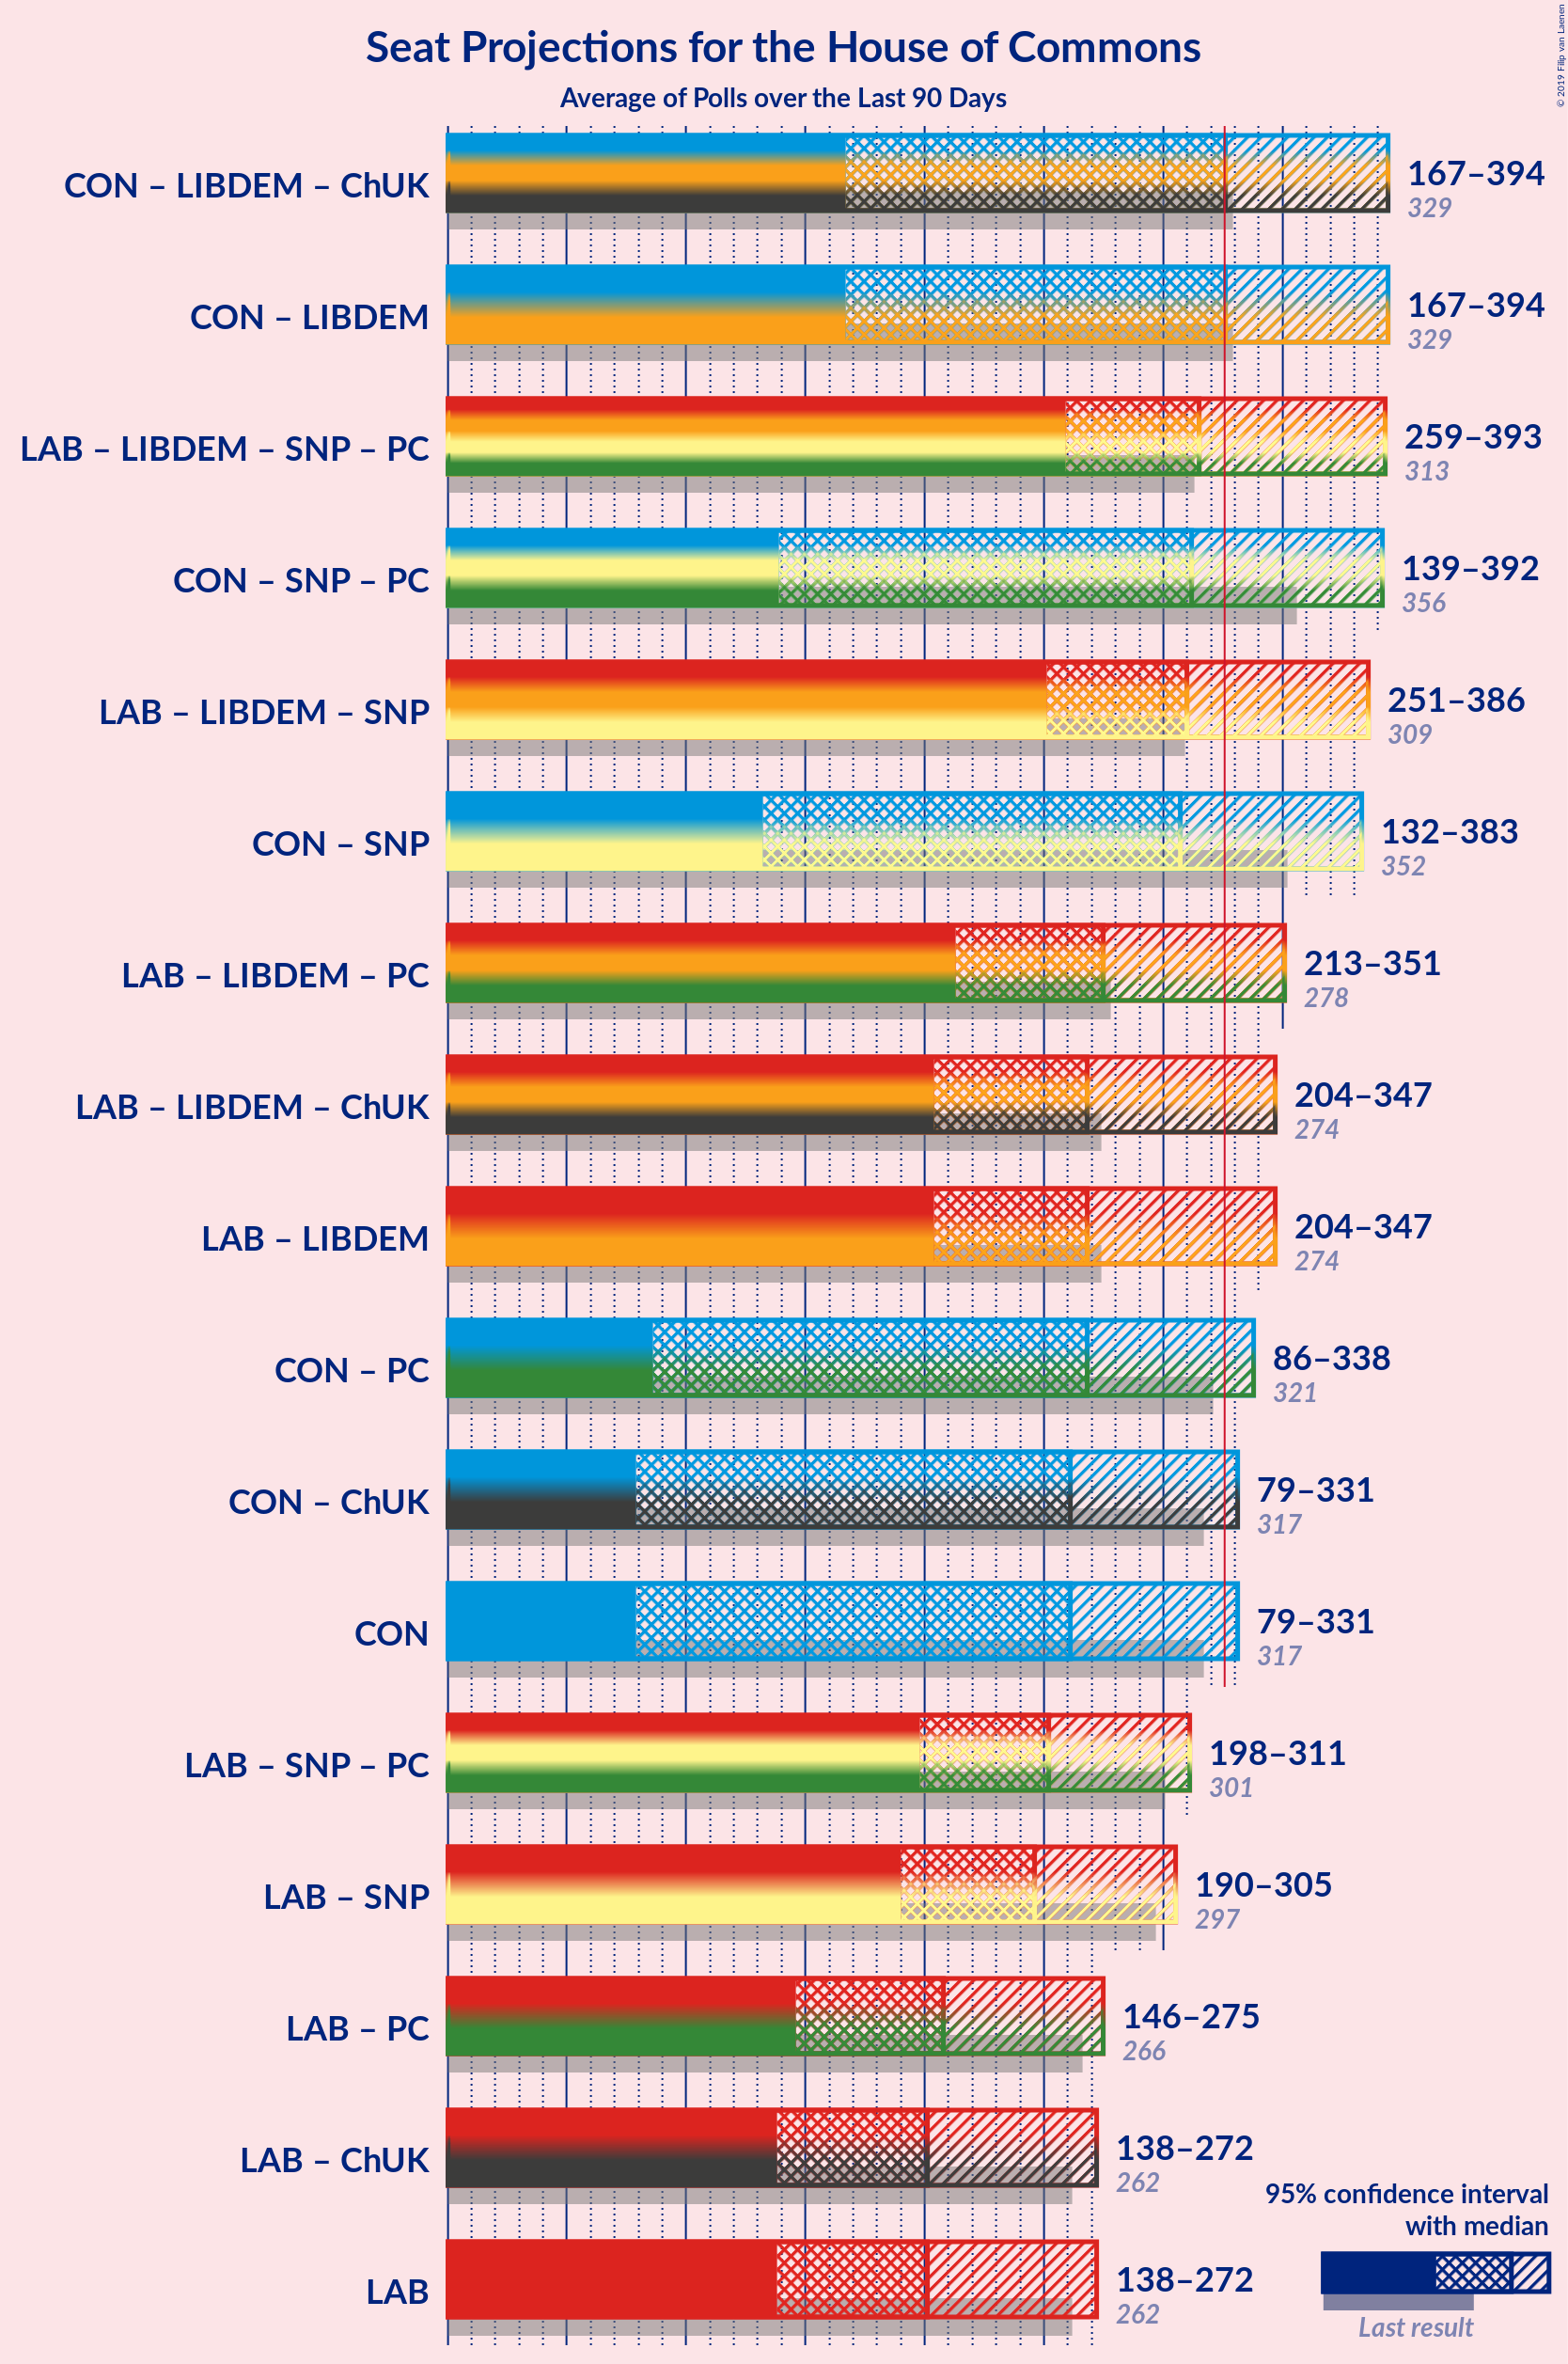 Seat Projections for the House of Commons
Average of Polls over the Last 90 Days
© 2019 Filip van Laenen
CON – LIBDEM – ChUK
167–394
329
CON – LIBDEM
167–394
329
LAB – LIBDEM – SNP – PC
259–393
313
CON – SNP – PC
139–392
356
LAB – LIBDEM – SNP
251–386
309
CON – SNP
132–383
352
LAB – LIBDEM – PC
213–351
278
LAB – LIBDEM – ChUK
204–347
274
LAB – LIBDEM
204–347
274
CON – PC
86–338
321
CON – ChUK
79–331
317
CON
79–331
317
LAB – SNP – PC
198–311
301
LAB – SNP
190–305
297
LAB – PC
146–275
266
LAB – ChUK
138–272
262
LAB
138–272
262
95% confidence interval
with median
Last result